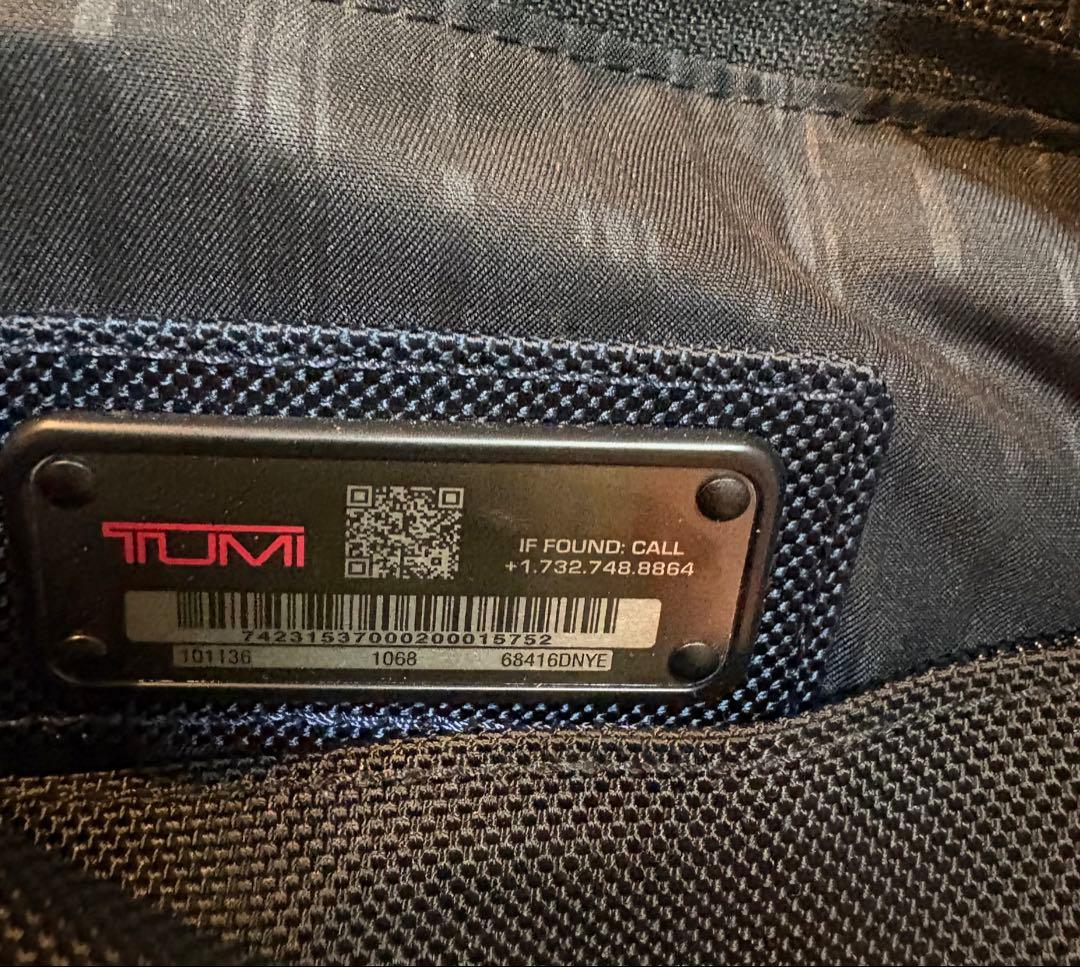 TUMI
IF FOUND: CALL
+1.732.748.8864
74231537000200015752
101136 1068 68416DNYE